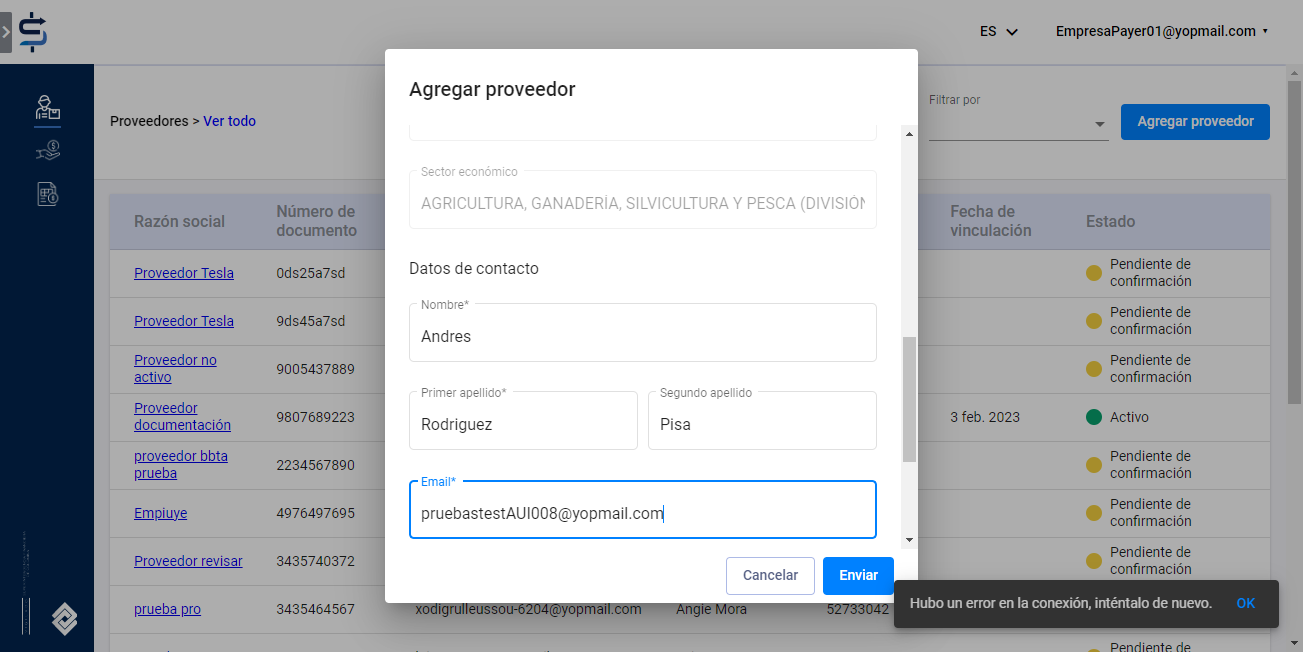 ES
EmpresaPayer01@yopmail.com
Agregar proveedor
Proveedores > Ver todo
Filtrar por
Agregar proveedor
Sector económico
AGRICULTURA, GANADERÍA, SILVICULTURA Y PESCA (DIVISIÓN
Datos de contacto
Nombre*
Andres
Primer apellido*
Rodriguez
Segundo apellido
Pisa
Email*
pruebastestAUI008@yopmail.com
Cancelar
Enviar
Razón social
Número de
documento
Fecha de
vinculación
Estado
Proveedor Tesla
0ds25a7sd
Pendiente de
confirmación
Proveedor Tesla
9ds45a7sd
Pendiente de
confirmación
Proveedor no
activo
9005437889
Pendiente de
confirmación
Proveedor
documentación
9807689223
3 feb. 2023
Activo
proveedor bbta
prueba
2234567890
Pendiente de
confirmación
Empiuye
4976497695
Pendiente de
confirmación
Proveedor revisar
3435740372
Pendiente de
confirmación
prueba pro
3435464567
xodigrulleussou-6204@yopmail.com
Angie Mora
52733042
Hubo un error en la conexión, inténtalo de nuevo.
OK
Pendiente de